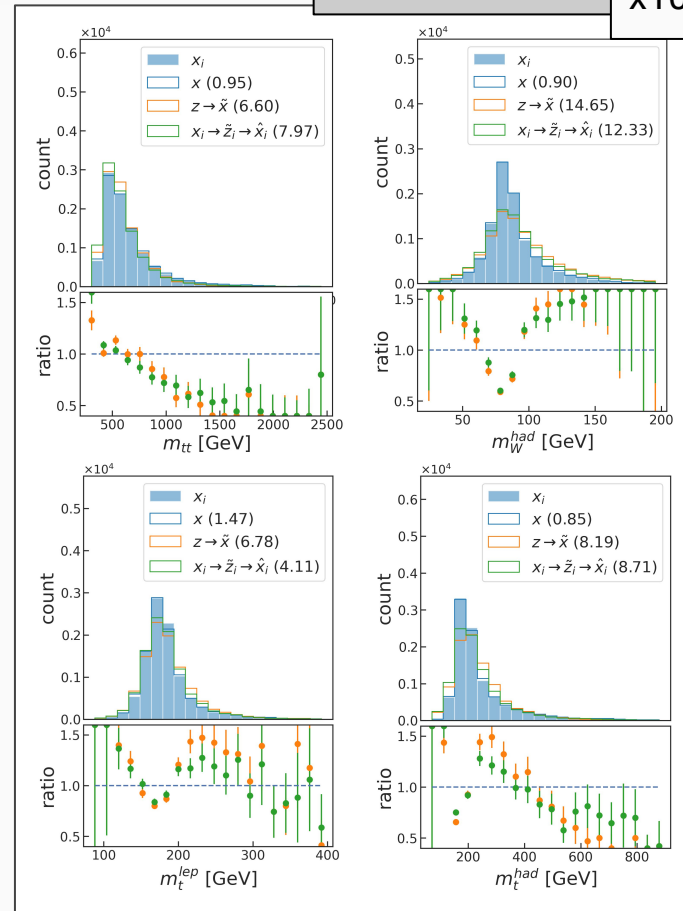 x10
×10⁴
0.6
0.5
0.4
0.3
0.2
0.1
0.0
count
xᵢ
x (0.95)
z → x̃ (6.60)
xᵢ → z̃ᵢ → x̂ᵢ (7.97)
1.5
1.0
0.5
ratio
500 1000 1500 2000 2500
m_tt [GeV]
×10⁴
0.5
0.4
0.3
0.2
0.1
0.0
count
xᵢ
x (0.90)
z → x̃ (14.65)
xᵢ → z̃ᵢ → x̂ᵢ (12.33)
1.5
1.0
0.5
ratio
50 100 150 200
m_W^had [GeV]
×10⁴
0.5
0.4
0.3
0.2
0.1
0.0
count
xᵢ
x (1.47)
z → x̃ (6.78)
xᵢ → z̃ᵢ → x̂ᵢ (4.11)
1.5
1.0
0.5
ratio
100 200 300 400
m_t^lep [GeV]
×10⁴
0.6
0.5
0.4
0.3
0.2
0.1
0.0
count
xᵢ
x (0.85)
z → x̃ (8.19)
xᵢ → z̃ᵢ → x̂ᵢ (8.71)
1.5
1.0
0.5
ratio
200 400 600 800
m_t^had [GeV]